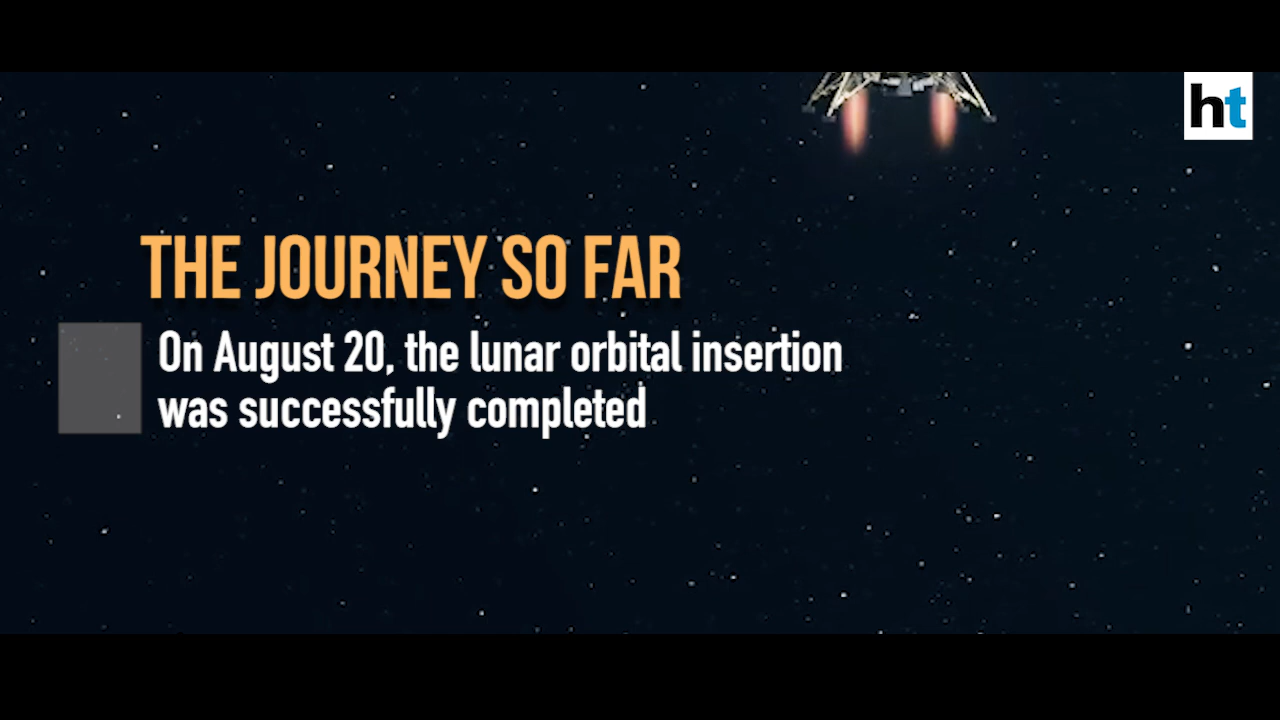 ht
THE JOURNEY SO FAR
On August 20, the lunar orbital insertion
was successfully completed